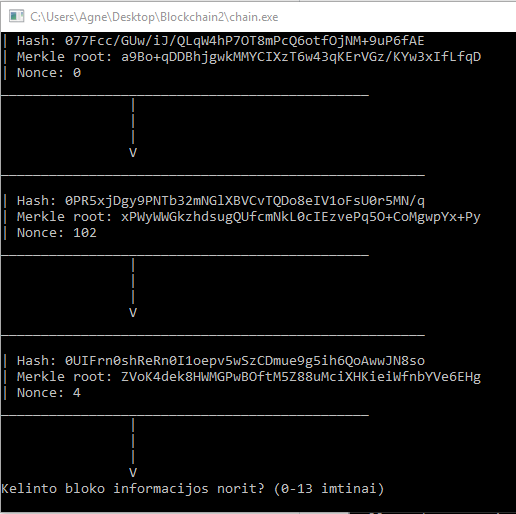 C:\Users\Agne\Desktop\Blockchain2\chain.exe
| Hash: 077Fcc/GUw/iJ/QLqW4hP7OT8mPcQ6otfOjNM+9uP6fAE
| Merkle root: a9Bo+qDDBhjgwkMMYCIXzT6w43qKErVGz/KYw3xIfLfqD
| Nonce: 0
|
|
|
V
| Hash: 0PR5xjDgy9PNTb32mNGlXBVCvTQDo8eIV1oFsU0r5MN/q
| Merkle root: xPWyWWGkzhdsugQUfcmNkL0cIEzvePq5O+CoMgwpYx+Py
| Nonce: 102
|
|
|
V
| Hash: 0UIFrn0shReRn0I1oepv5wSzCDmue9g5ih6QoAwwJN8so
| Merkle root: ZVoK4dek8HWMGPwBOftM5Z88uMciXHKieiWfnbYVe6EHg
| Nonce: 4
|
|
|
V
Kelinto bloko informacijos norit? (0-13 imtinai)